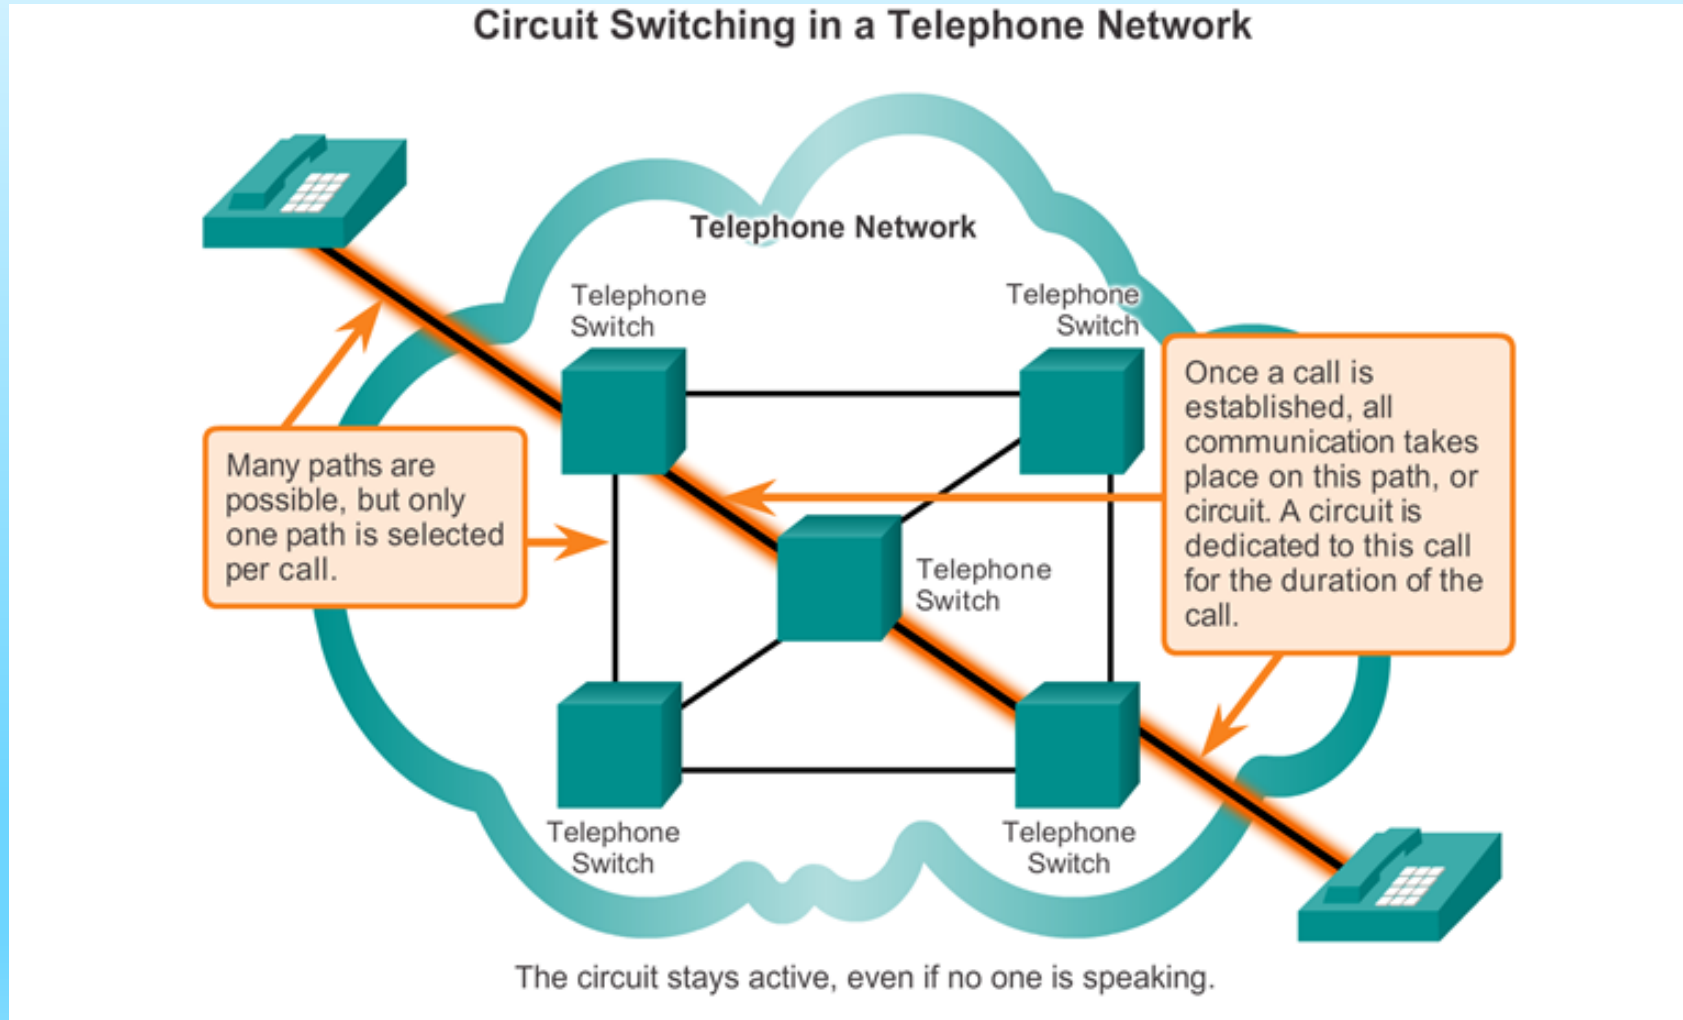 Circuit Switching in a Telephone Network
Telephone Network
Telephone
Switch
Telephone
Switch
Many paths are
possible, but only
one path is selected
per call.
Once a call is
established, all
communication takes
place on this path, or
circuit. A circuit is
dedicated to this call
for the duration of the
call.
Telephone
Switch
Telephone
Switch
Telephone
Switch
The circuit stays active, even if no one is speaking.